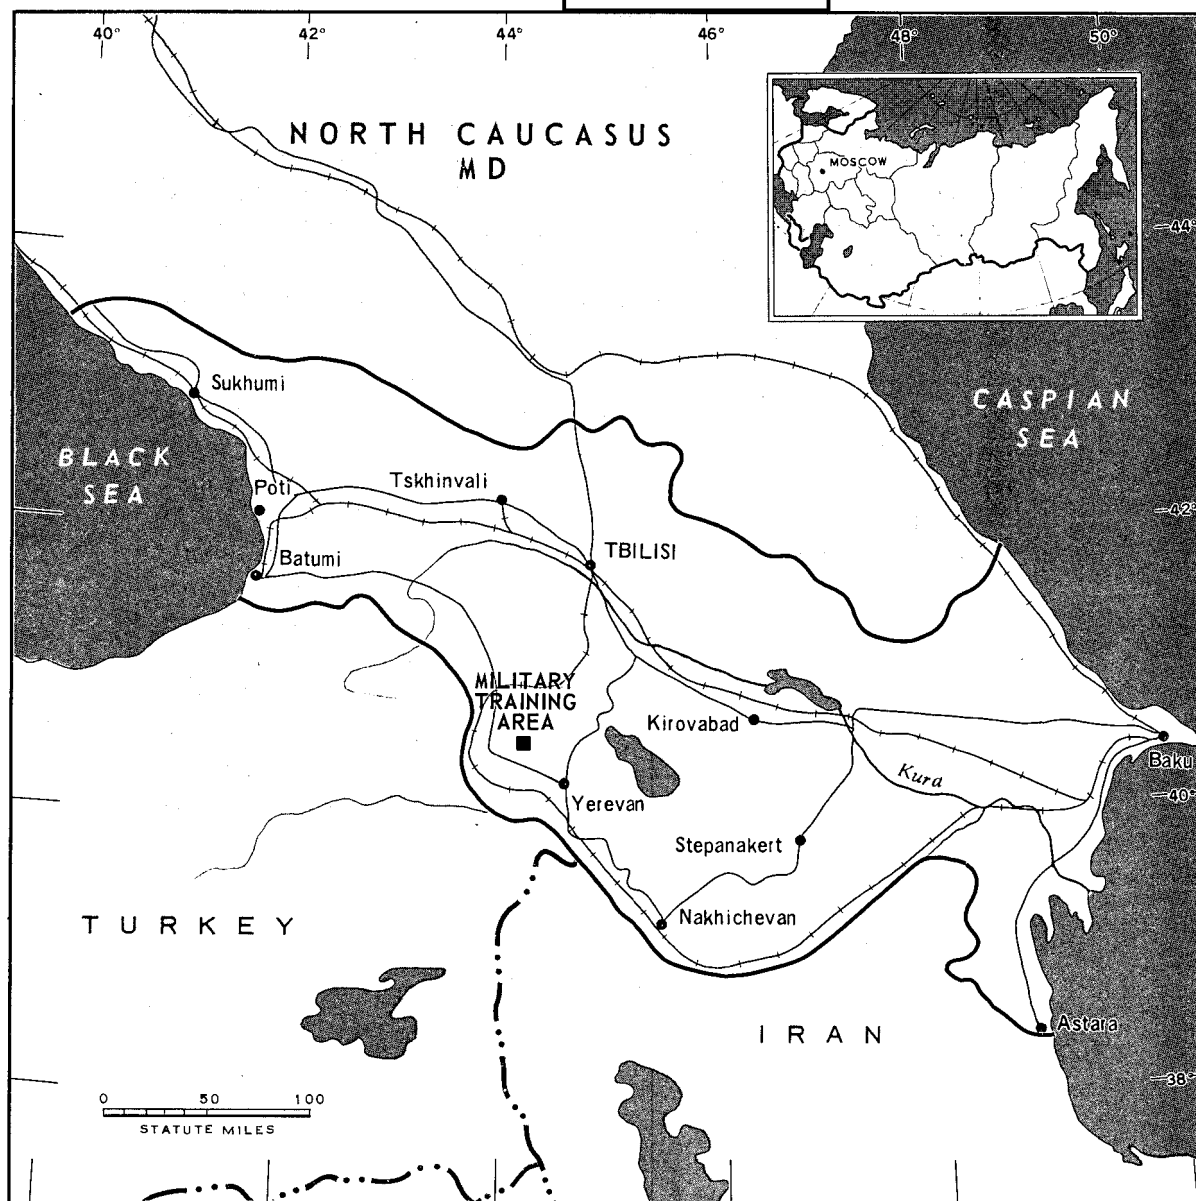 40°
42°
44°
46°
48°
50°
NORTH CAUCASUS
MD
MOSCOW
44°
Sukhumi
CASPIAN
SEA
BLACK
SEA
Tskhinvali
Poti
42°
Batumi
TBILISI
MILITARY
TRAINING
AREA
Kirovabad
Baku
Kura
40°
Yerevan
Stepanakert
TURKEY
Nakhichevan
IRAN
Astara
38°
0 50 100
STATUTE MILES